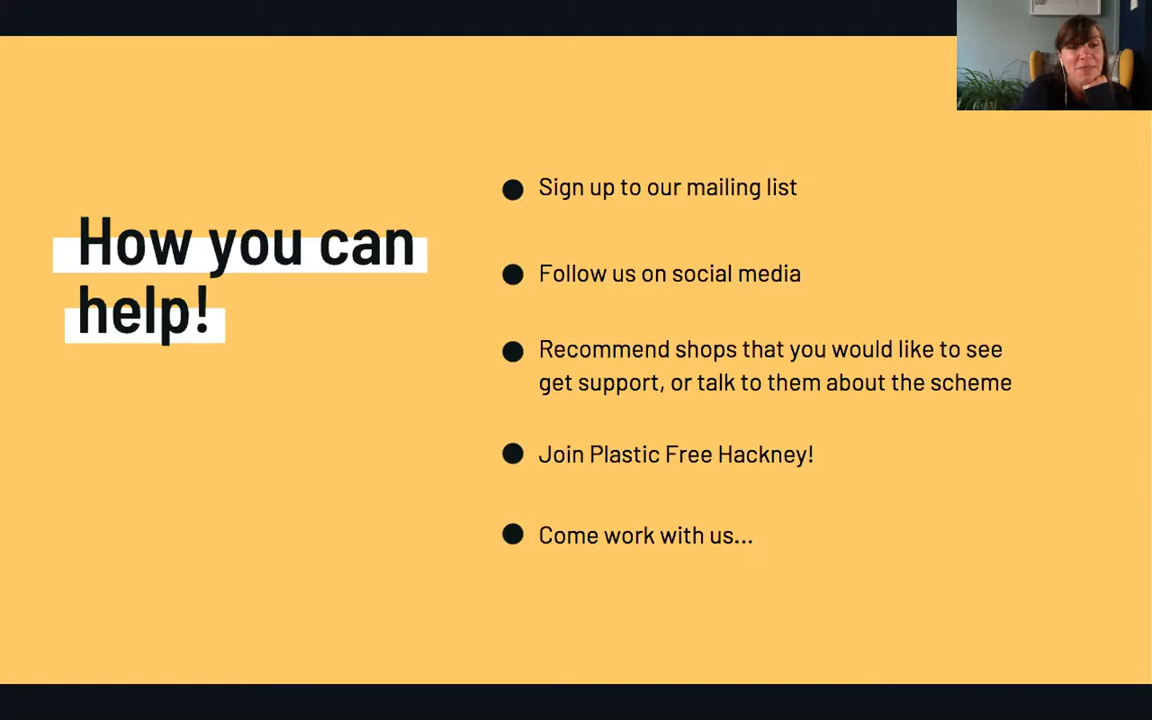 How you can
help!
Sign up to our mailing list
Follow us on social media
Recommend shops that you would like to see
get support, or talk to them about the scheme
Join Plastic Free Hackney!
Come work with us...